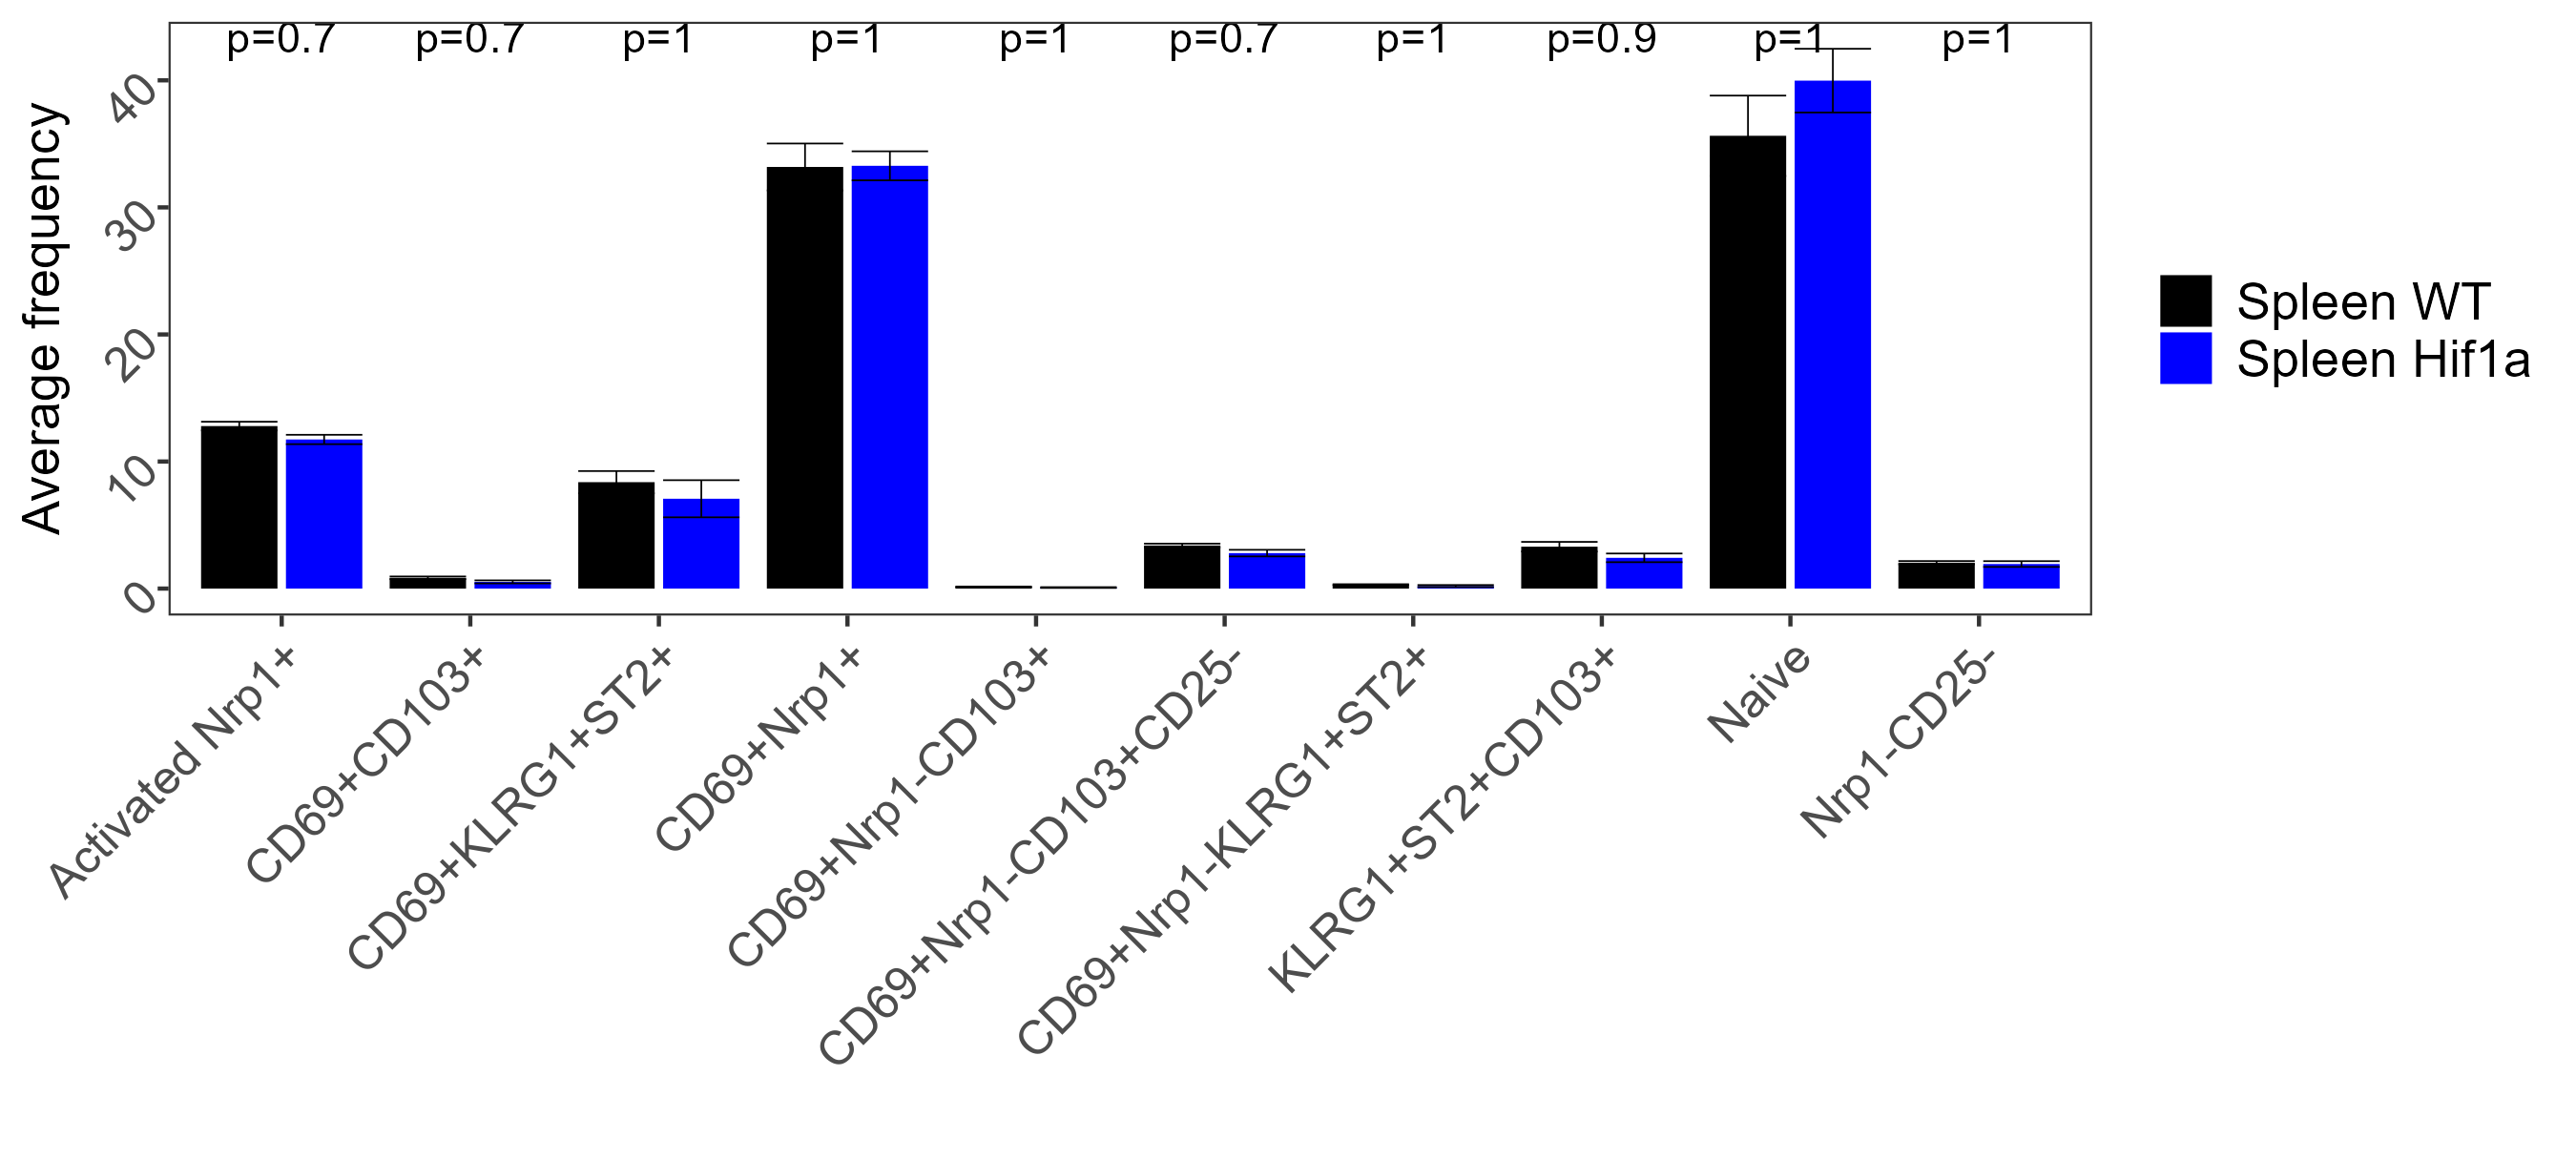 p=0.7 p=0.7 p=1 p=1 p=1 p=0.7 p=1 p=0.9 p=1 p=1
Average frequency
40
30
20
10
0
Spleen WT
Spleen Hif1a
Activated Nrp1+
CD69+CD103+
CD69+KLRG1+ST2+
CD69+Nrp1+
CD69+Nrp1-CD103+
CD69+Nrp1-CD103+CD25-
CD69+Nrp1-KLRG1+ST2+
KLRG1+ST2+CD103+
Naive
Nrp1-CD25-